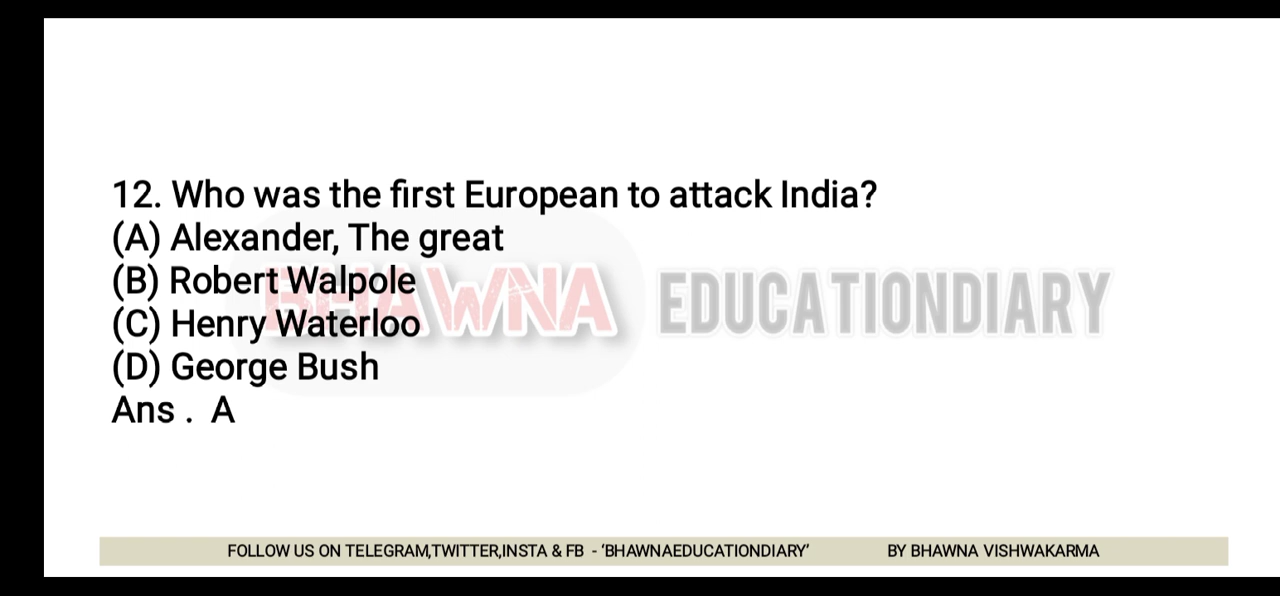 12. Who was the first European to attack India?
(A) Alexander, The great
(B) Robert Walpole
(C) Henry Waterloo
(D) George Bush
Ans . A
BHAWNA EDUCATIONDIARY
FOLLOW US ON TELEGRAM,TWITTER,INSTA & FB - 'BHAWNAEDUCATIONDIARY' BY BHAWNA VISHWAKARMA